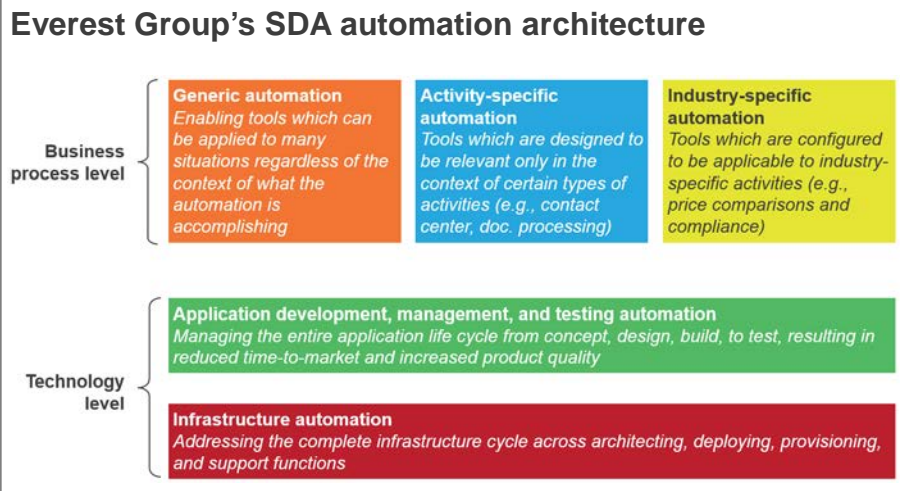 Everest Group's SDA automation architecture
Business
process level
Generic automation
Enabling tools which can
be applied to many
situations regardless of the
context of what the
automation is
accomplishing
Activity-specific
automation
Tools which are designed to
be relevant only in the
context of certain types of
activities (e.g., contact
center, doc. processing)
Industry-specific
automation
Tools which are configured
to be applicable to industry-
specific activities (e.g.,
price comparisons and
compliance)
Technology
level
Application development, management, and testing automation
Managing the entire application life cycle from concept, design, build, to test, resulting in
reduced time-to-market and increased product quality
Infrastructure automation
Addressing the complete infrastructure cycle across architecting, deploying, provisioning,
and support functions